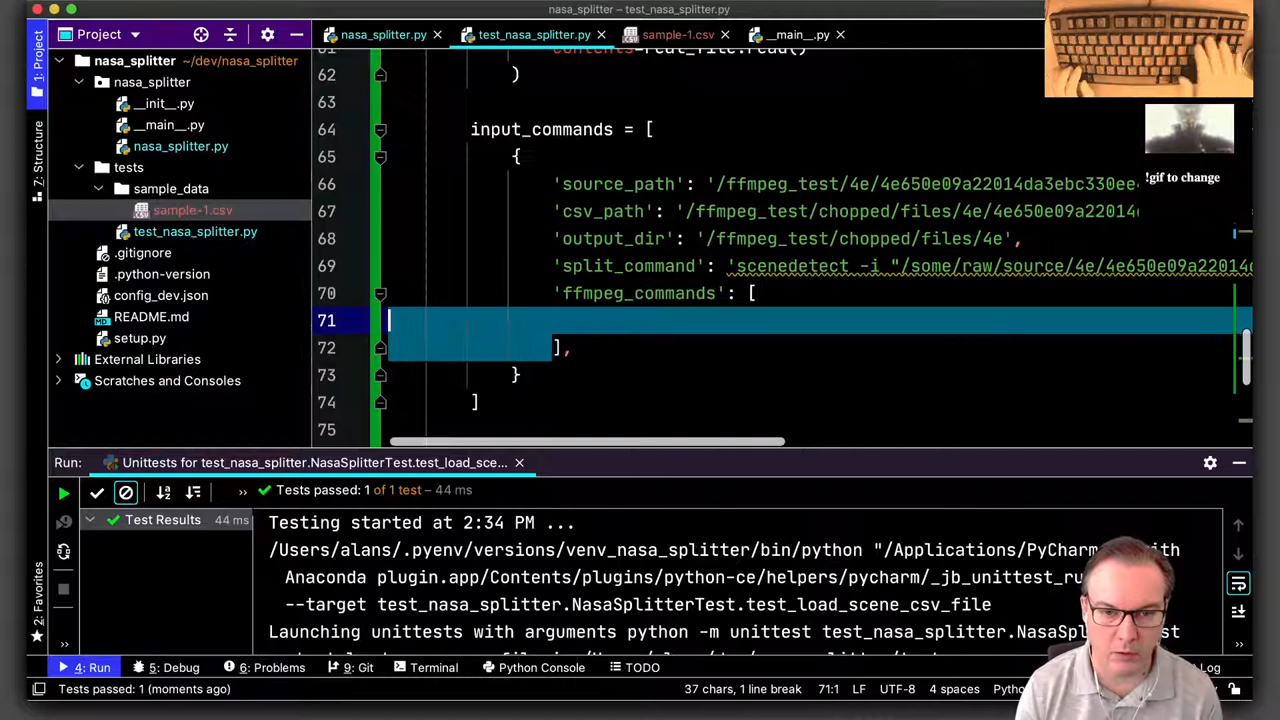 nasa_splitter – test_nasa_splitter.py
Project
nasa_splitter.py
test_nasa_splitter.py
sample-1.csv
__main__.py
1: Project
7: Structure
2: Favorites
nasa_splitter ~/dev/nasa_splitter
nasa_splitter
__init__.py
__main__.py
nasa_splitter.py
tests
sample_data
sample-1.csv
test_nasa_splitter.py
.gitignore
.python-version
config_dev.json
README.md
setup.py
External Libraries
Scratches and Consoles
62 )
63
64 input_commands = [
65 {
66 'source_path': '/ffmpeg_test/4e/4e650e09a22014da3ebc330ee
67 'csv_path': '/ffmpeg_test/chopped/files/4e/4e650e09a22014
68 'output_dir': '/ffmpeg_test/chopped/files/4e',
69 'split_command': 'scenedetect -i "/some/raw/source/4e/4e650e09a22014
70 'ffmpeg_commands': [
71
72 ],
73 }
74 ]
75
!gif to change
Run: Unittests for test_nasa_splitter.NasaSplitterTest.test_load_sce...
Tests passed: 1 of 1 test – 44 ms
Test Results 44 ms
Testing started at 2:34 PM ...
/Users/alans/.pyenv/versions/venv_nasa_splitter/bin/python "/Applications/PyCharm
Anaconda plugin.app/Contents/plugins/python-ce/helpers/pycharm/_jb_unittest_ru
--target test_nasa_splitter.NasaSplitterTest.test_load_scene_csv_file
Launching unittests with arguments python -m unittest test_nasa_splitter.NasaSp
4: Run
5: Debug
6: Problems
9: Git
Terminal
Python Console
TODO
Log
Tests passed: 1 (moments ago)
37 chars, 1 line break
71:1
LF
UTF-8
4 spaces